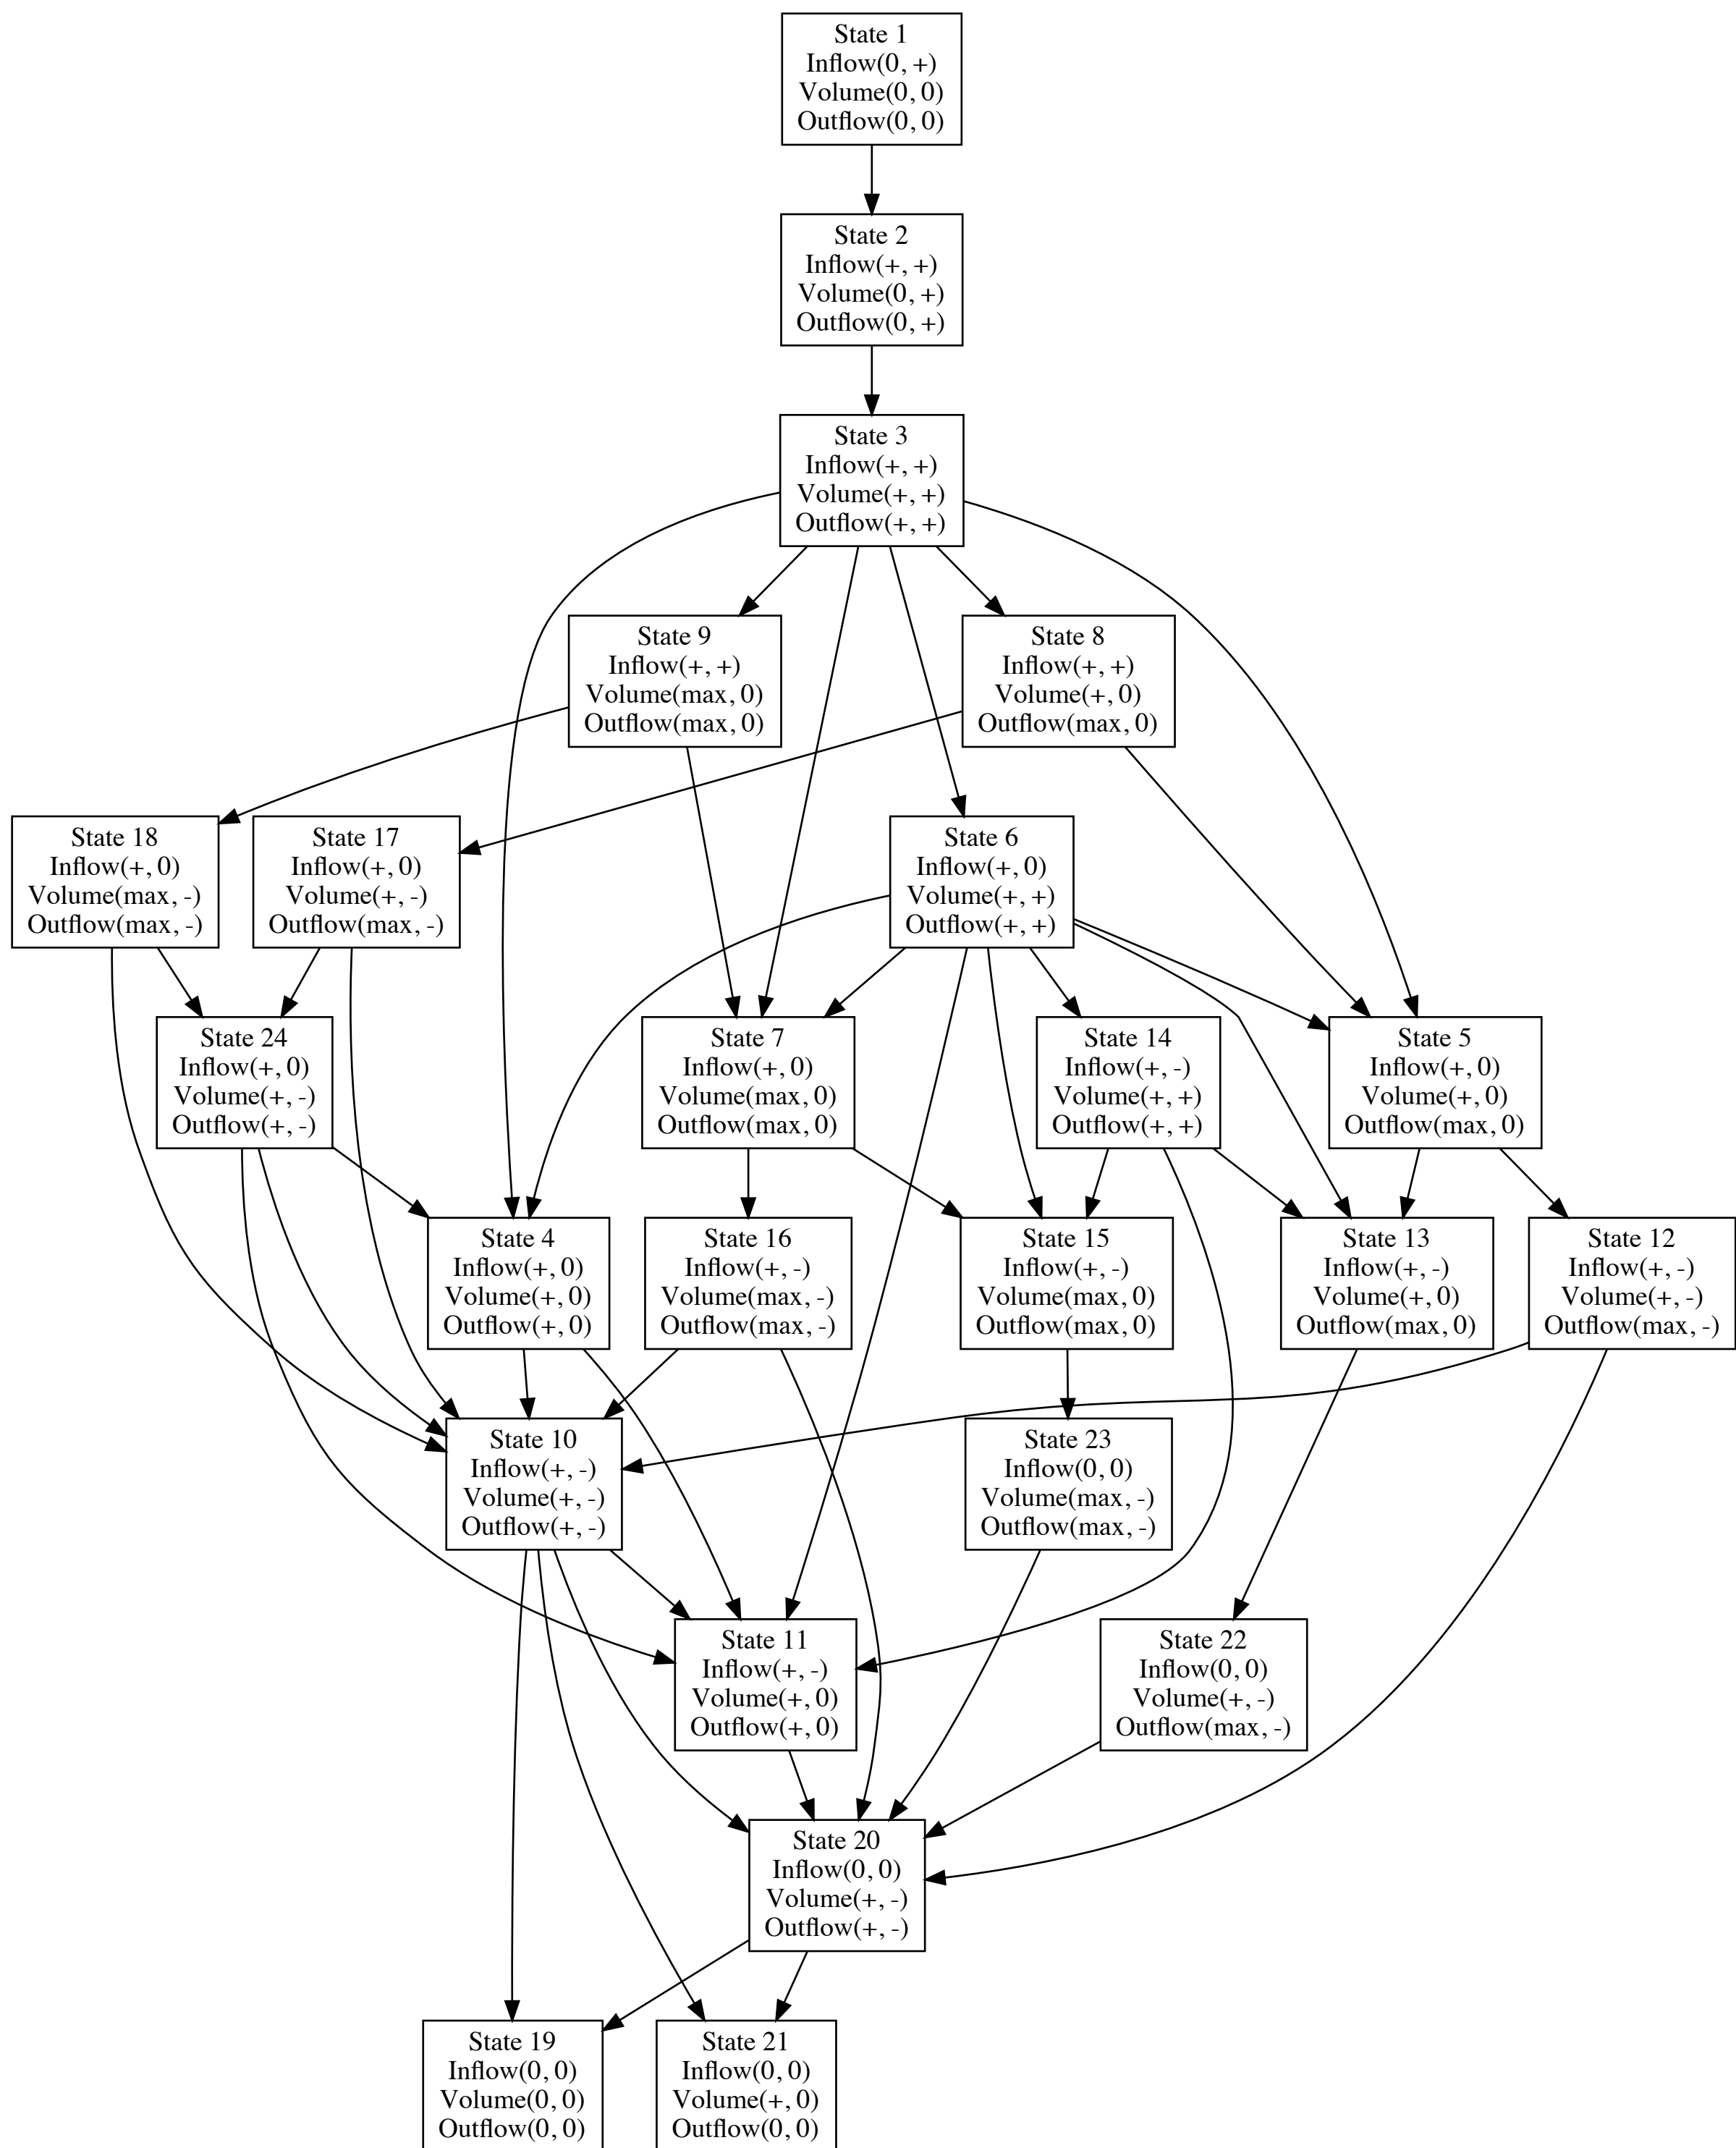 State 1
Inflow(0, +)
Volume(0, 0)
Outflow(0, 0)
State 2
Inflow(+, +)
Volume(0, +)
Outflow(0, +)
State 3
Inflow(+, +)
Volume(+, +)
Outflow(+, +)
State 9
Inflow(+, +)
Volume(max, 0)
Outflow(max, 0)
State 8
Inflow(+, +)
Volume(+, 0)
Outflow(max, 0)
State 18
Inflow(+, 0)
Volume(max, -)
Outflow(max, -)
State 17
Inflow(+, 0)
Volume(+, -)
Outflow(max, -)
State 6
Inflow(+, 0)
Volume(+, +)
Outflow(+, +)
State 24
Inflow(+, 0)
Volume(+, -)
Outflow(+, -)
State 7
Inflow(+, 0)
Volume(max, 0)
Outflow(max, 0)
State 14
Inflow(+, -)
Volume(+, +)
Outflow(+, +)
State 5
Inflow(+, 0)
Volume(+, 0)
Outflow(max, 0)
State 4
Inflow(+, 0)
Volume(+, 0)
Outflow(+, 0)
State 16
Inflow(+, -)
Volume(max, -)
Outflow(max, -)
State 15
Inflow(+, -)
Volume(max, 0)
Outflow(max, 0)
State 13
Inflow(+, -)
Volume(+, 0)
Outflow(max, 0)
State 12
Inflow(+, -)
Volume(+, -)
Outflow(max, -)
State 10
Inflow(+, -)
Volume(+, -)
Outflow(+, -)
State 23
Inflow(0, 0)
Volume(max, -)
Outflow(max, -)
State 11
Inflow(+, -)
Volume(+, 0)
Outflow(+, 0)
State 22
Inflow(0, 0)
Volume(+, -)
Outflow(max, -)
State 20
Inflow(0, 0)
Volume(+, -)
Outflow(+, -)
State 19
Inflow(0, 0)
Volume(0, 0)
Outflow(0, 0)
State 21
Inflow(0, 0)
Volume(+, 0)
Outflow(0, 0)